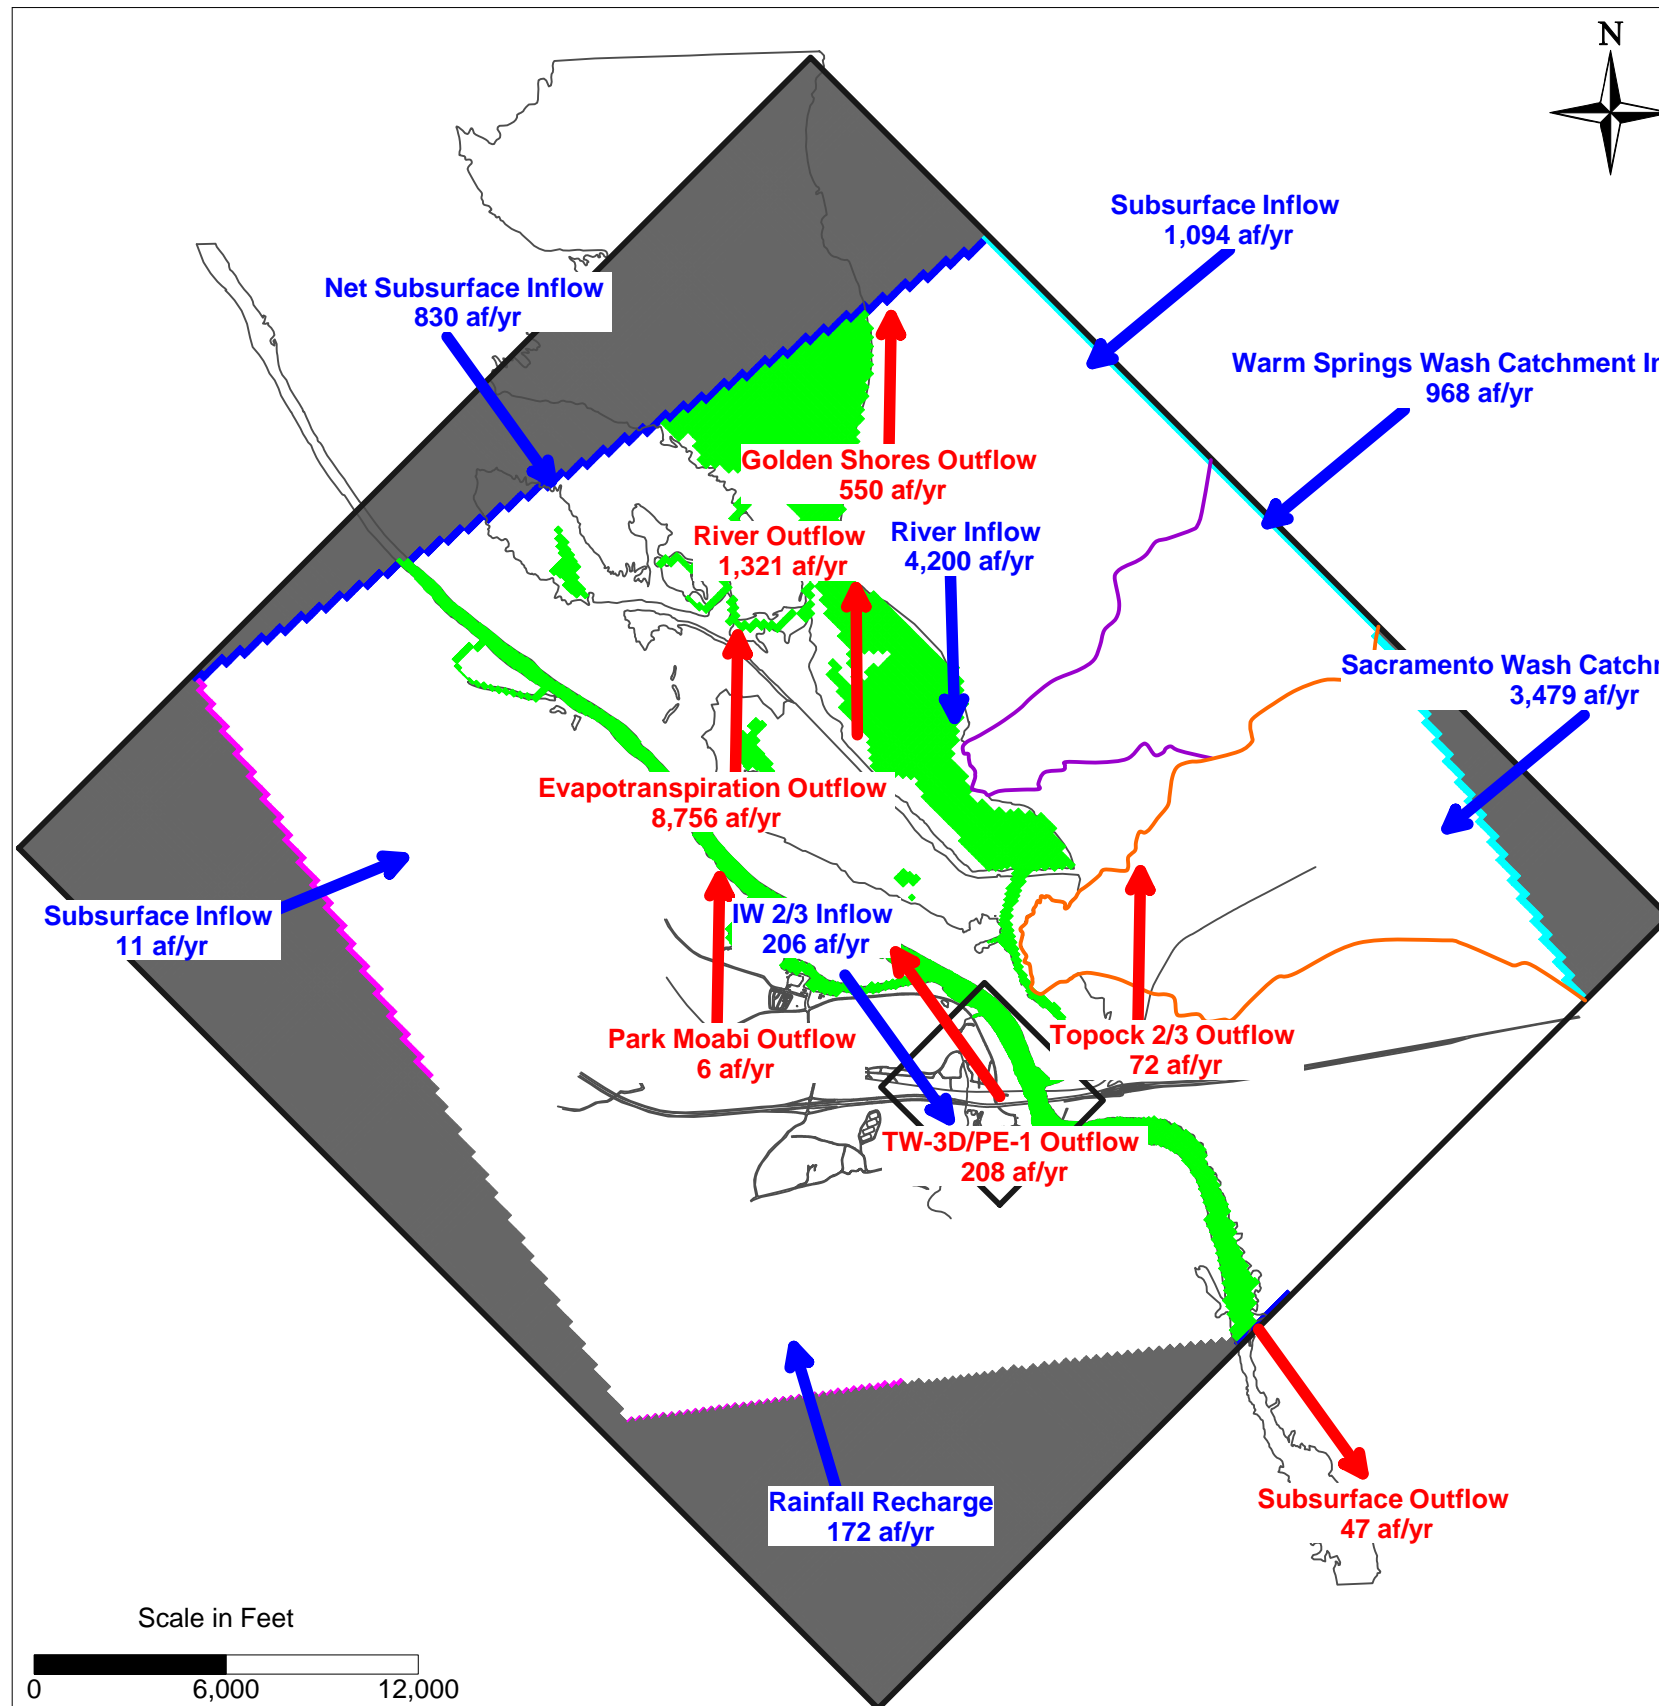 N
Subsurface Inflow
1,094 af/yr
Net Subsurface Inflow
830 af/yr
Warm Springs Wash Catchment In
968 af/yr
Golden Shores Outflow
550 af/yr
River Outflow
1,321 af/yr
River Inflow
4,200 af/yr
Sacramento Wash Catchm
3,479 af/yr
Evapotranspiration Outflow
8,756 af/yr
Subsurface Inflow
11 af/yr
IW 2/3 Inflow
206 af/yr
Park Moabi Outflow
6 af/yr
Topock 2/3 Outflow
72 af/yr
TW-3D/PE-1 Outflow
208 af/yr
Rainfall Recharge
172 af/yr
Subsurface Outflow
47 af/yr
Scale in Feet
0 6,000 12,000